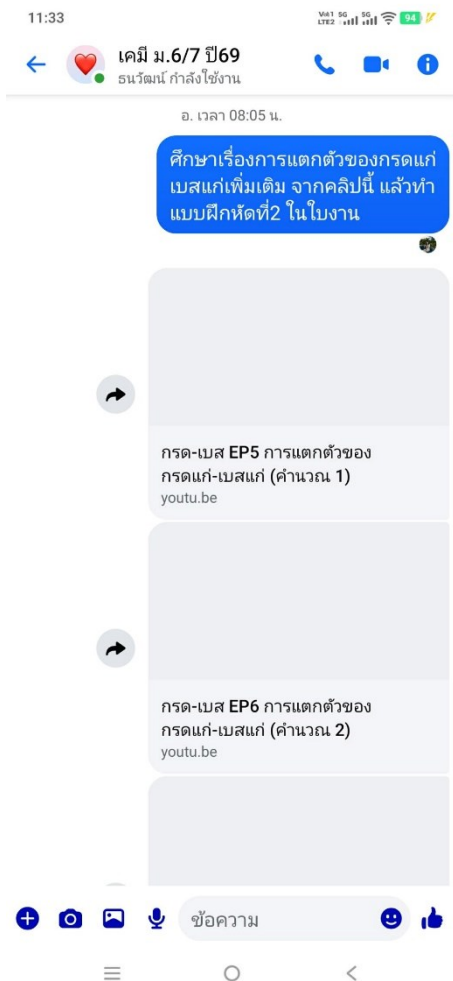 11:33
VoLTE1 5G LTE2 5G 94
เคมี ม.6/7 ปี69
ธนวัฒน์ กำลังใช้งาน
อ. เวลา 08:05 น.
ศึกษาเรื่องการแตกตัวของกรดแก่
เบสแก่เพิ่มเติม จากคลิปนี้ แล้วทำ
แบบฝึกหัดที่2 ในใบงาน
กรด-เบส EP5 การแตกตัวของ
กรดแก่-เบสแก่ (คำนวณ 1)
youtu.be
กรด-เบส EP6 การแตกตัวของ
กรดแก่-เบสแก่ (คำนวณ 2)
youtu.be
ข้อความ